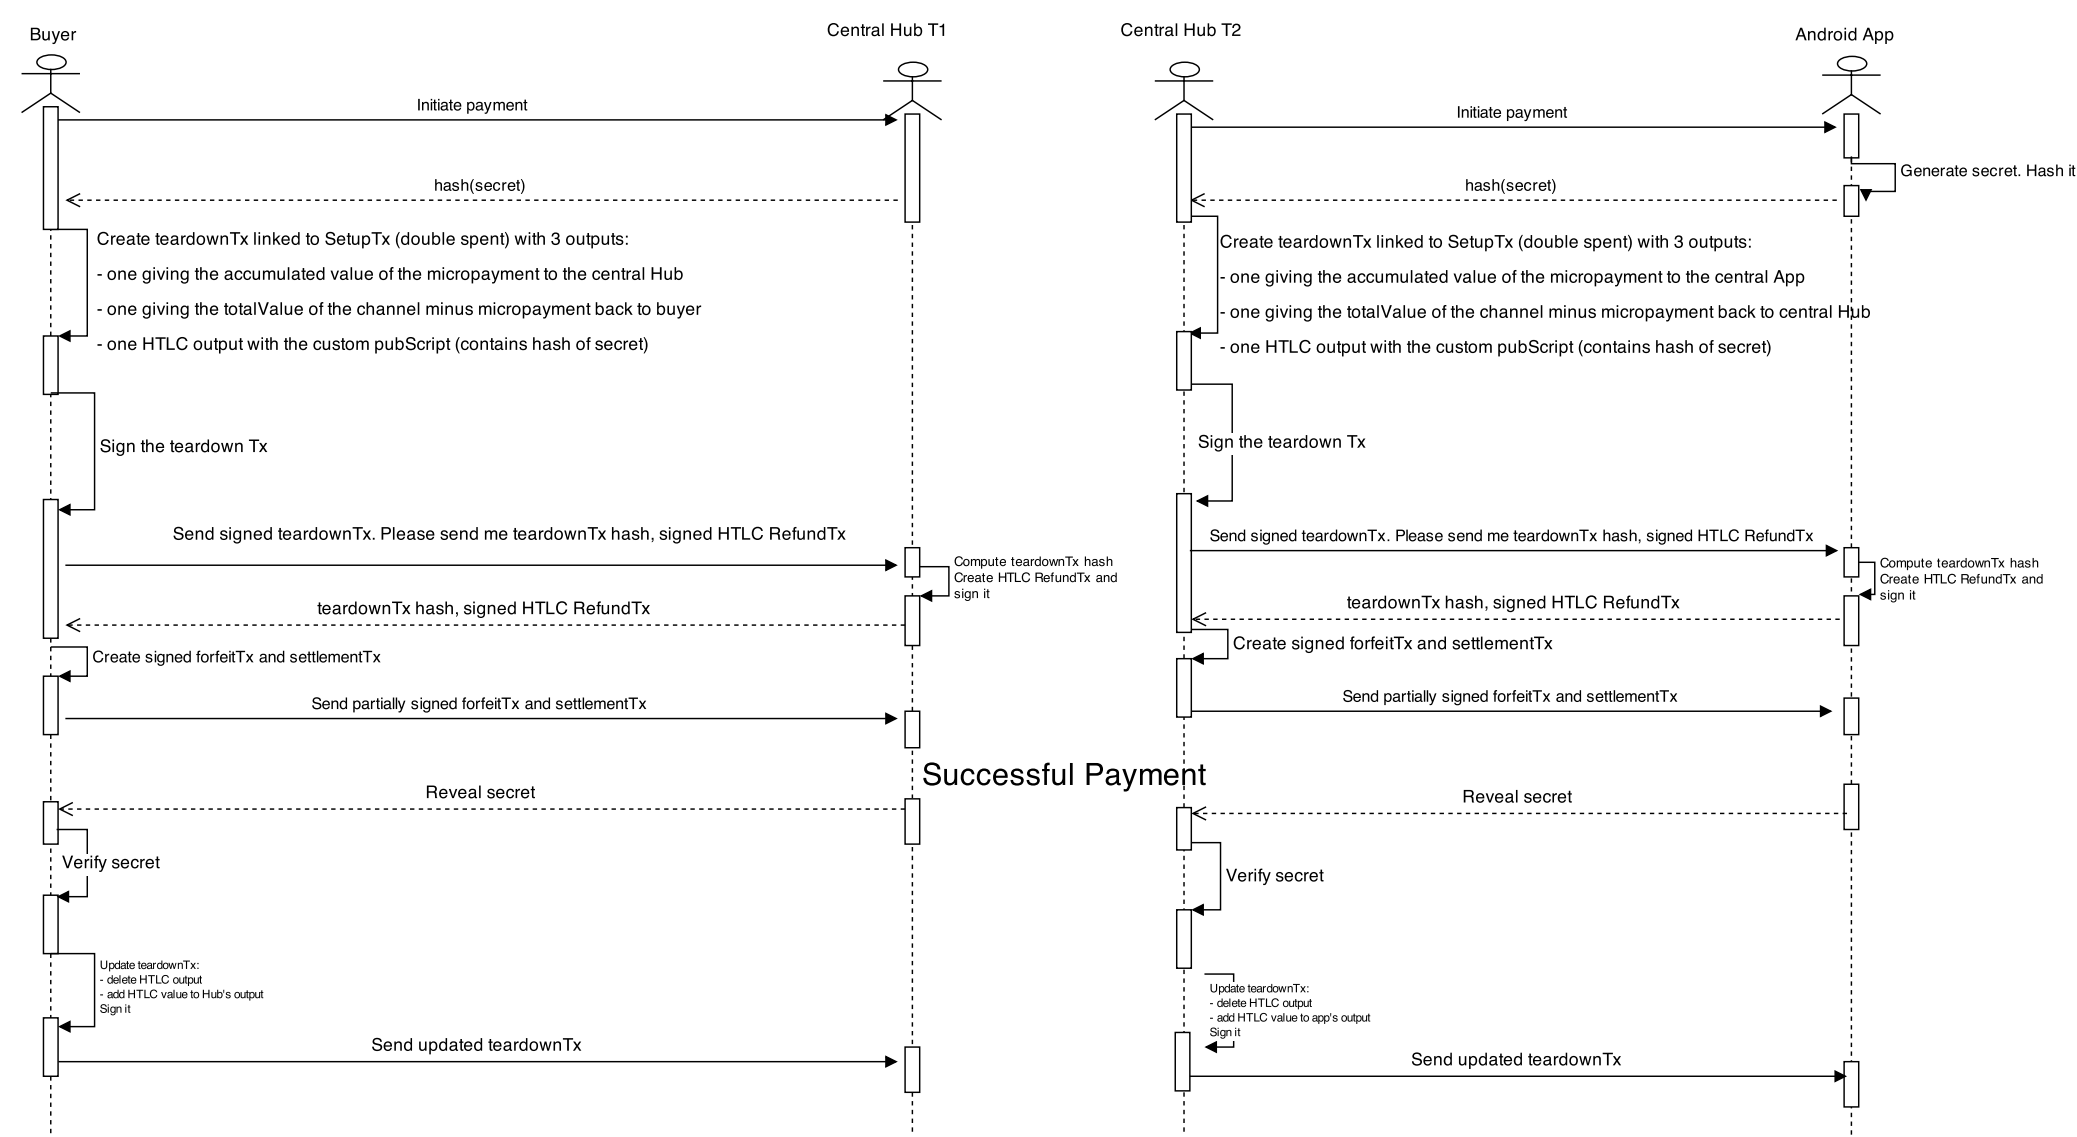 Buyer
Central Hub T1
Central Hub T2
Android App
Initiate payment
Initiate payment
Generate secret. Hash it
hash(secret)
hash(secret)
Create teardownTx linked to SetupTx (double spent) with 3 outputs:
- one giving the accumulated value of the micropayment to the central Hub
- one giving the totalValue of the channel minus micropayment back to buyer
- one HTLC output with the custom pubScript (contains hash of secret)
Create teardownTx linked to SetupTx (double spent) with 3 outputs:
- one giving the accumulated value of the micropayment to the central App
- one giving the totalValue of the channel minus micropayment back to central Hub
- one HTLC output with the custom pubScript (contains hash of secret)
Sign the teardown Tx
Sign the teardown Tx
Send signed teardownTx. Please send me teardownTx hash, signed HTLC RefundTx
Compute teardownTx hash
Create HTLC RefundTx and
sign it
Send signed teardownTx. Please send me teardownTx hash, signed HTLC RefundTx
Compute teardownTx hash
Create HTLC RefundTx and
sign it
teardownTx hash, signed HTLC RefundTx
teardownTx hash, signed HTLC RefundTx
Create signed forfeitTx and settlementTx
Create signed forfeitTx and settlementTx
Send partially signed forfeitTx and settlementTx
Send partially signed forfeitTx and settlementTx
Successful Payment
Reveal secret
Reveal secret
Verify secret
Verify secret
Update teardownTx:
- delete HTLC output
- add HTLC value to Hub's output
Sign it
Update teardownTx:
- delete HTLC output
- add HTLC value to app's output
Sign it
Send updated teardownTx
Send updated teardownTx